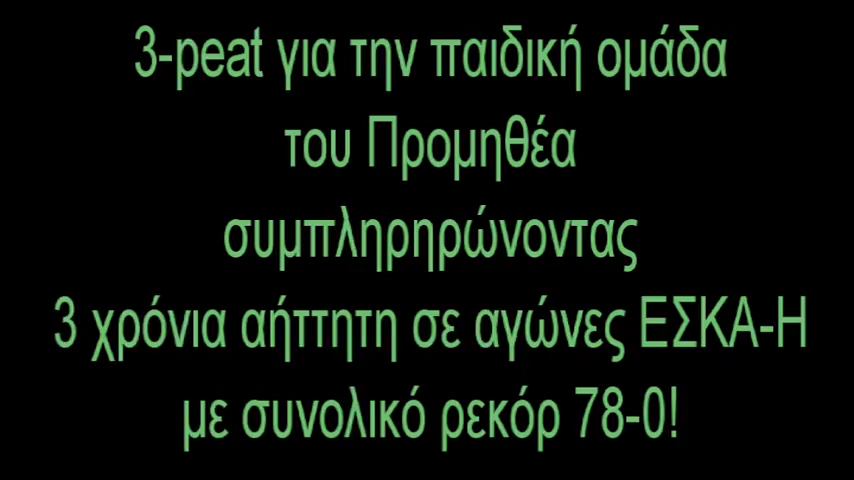 3-peat για την παιδική ομάδα
του Προμηθέα
συμπληρηρώνοντας
3 χρόνια αήττητη σε αγώνες ΕΣΚΑ-Η
με συνολικό ρεκόρ 78-0!